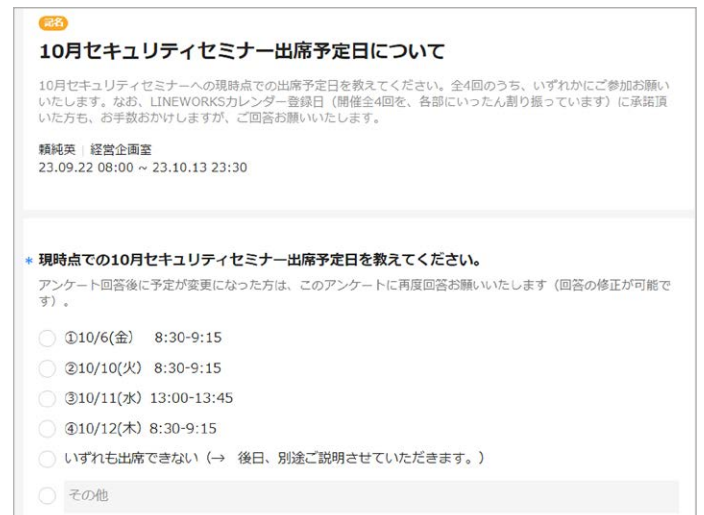 記名
10月セキュリティセミナー出席予定日について
10月セキュリティセミナーへの現時点での出席予定日を教えてください。全4回のうち、いずれかにご参加お願い
いたします。なお、LINEWORKSカレンダー登録日（開催全4回を、各部にいったん割り振っています）に承諾頂
いた方も、お手数おかけしますが、ご回答お願いいたします。
頼純英 | 経営企画室
23.09.22 08:00 ~ 23.10.13 23:30
* 現時点での10月セキュリティセミナー出席予定日を教えてください。
アンケート回答後に予定が変更になった方は、このアンケートに再度回答お願いいたします（回答の修正が可能で
す）。
①10/6(金） 8:30-9:15
②10/10(火） 8:30-9:15
③10/11(水）13:00-13:45
④10/12(木）8:30-9:15
いずれも出席できない（→ 後日、別途ご説明させていただきます。）
その他